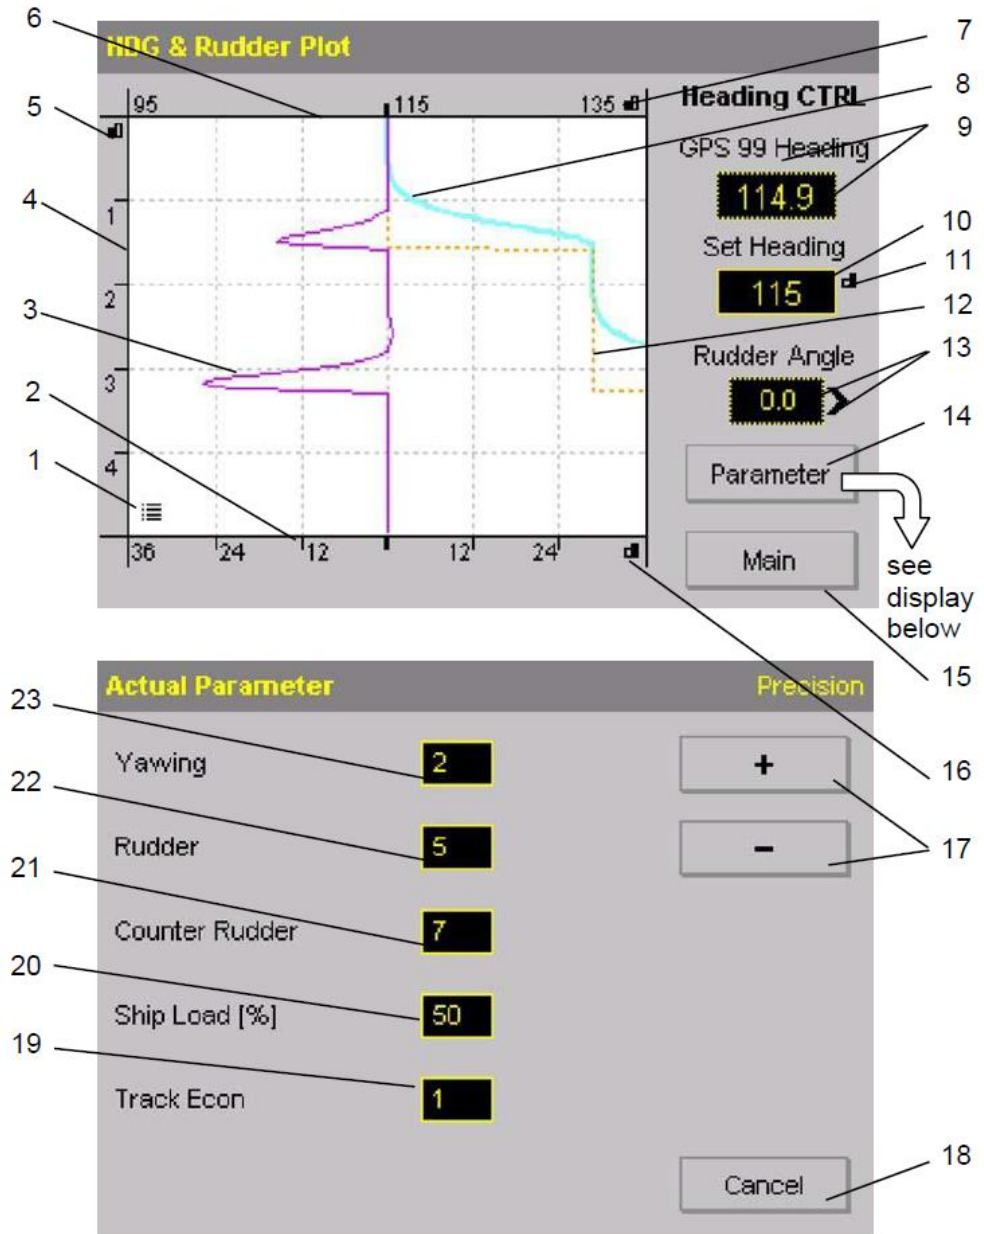 6
7
HDG & Rudder Plot
8
5
95 115 135
Heading CTRL
9
GPS 99 Heading
114.9
4
1
Set Heading
10
115
11
2
3
12
Rudder Angle
13
3
0.0
2
14
4
Parameter
1
36 24 12 12 24
Main
see
display
below
15
Actual Parameter Precision
23
Yawing 2 +
16
22
Rudder 5 -
17
21
Counter Rudder 7
20
Ship Load [%] 50
19
Track Econ 1
18
Cancel